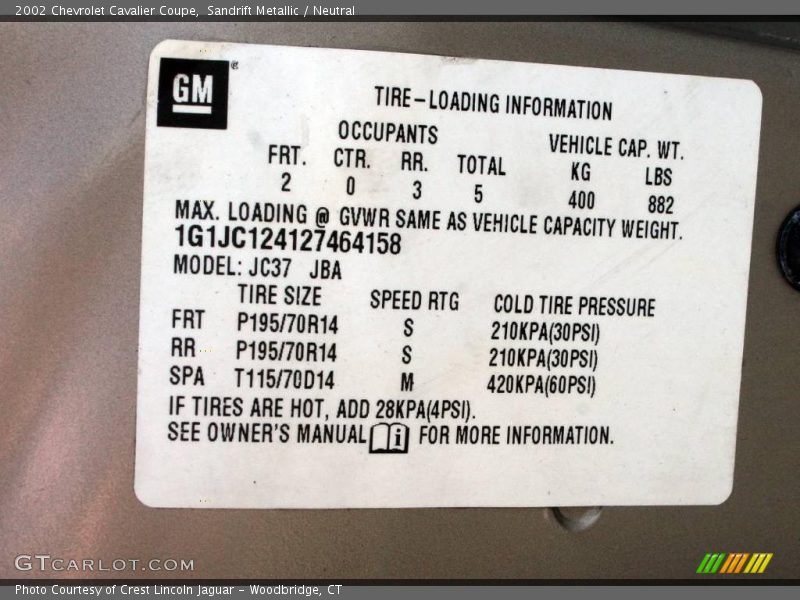 2002 Chevrolet Cavalier Coupe, Sandrift Metallic / Neutral
GM ®
TIRE-LOADING INFORMATION
OCCUPANTS VEHICLE CAP. WT.
FRT. CTR. RR. TOTAL KG LBS
2 0 3 5 400 882
MAX. LOADING @ GVWR SAME AS VEHICLE CAPACITY WEIGHT.
1G1JC124127464158
MODEL: JC37 JBA
TIRE SIZE SPEED RTG COLD TIRE PRESSURE
FRT P195/70R14 S 210KPA(30PSI)
RR P195/70R14 S 210KPA(30PSI)
SPA T115/70D14 M 420KPA(60PSI)
IF TIRES ARE HOT, ADD 28KPA(4PSI).
SEE OWNER'S MANUAL i FOR MORE INFORMATION.
GTCARLOT.COM
Photo Courtesy of Crest Lincoln Jaguar - Woodbridge, CT